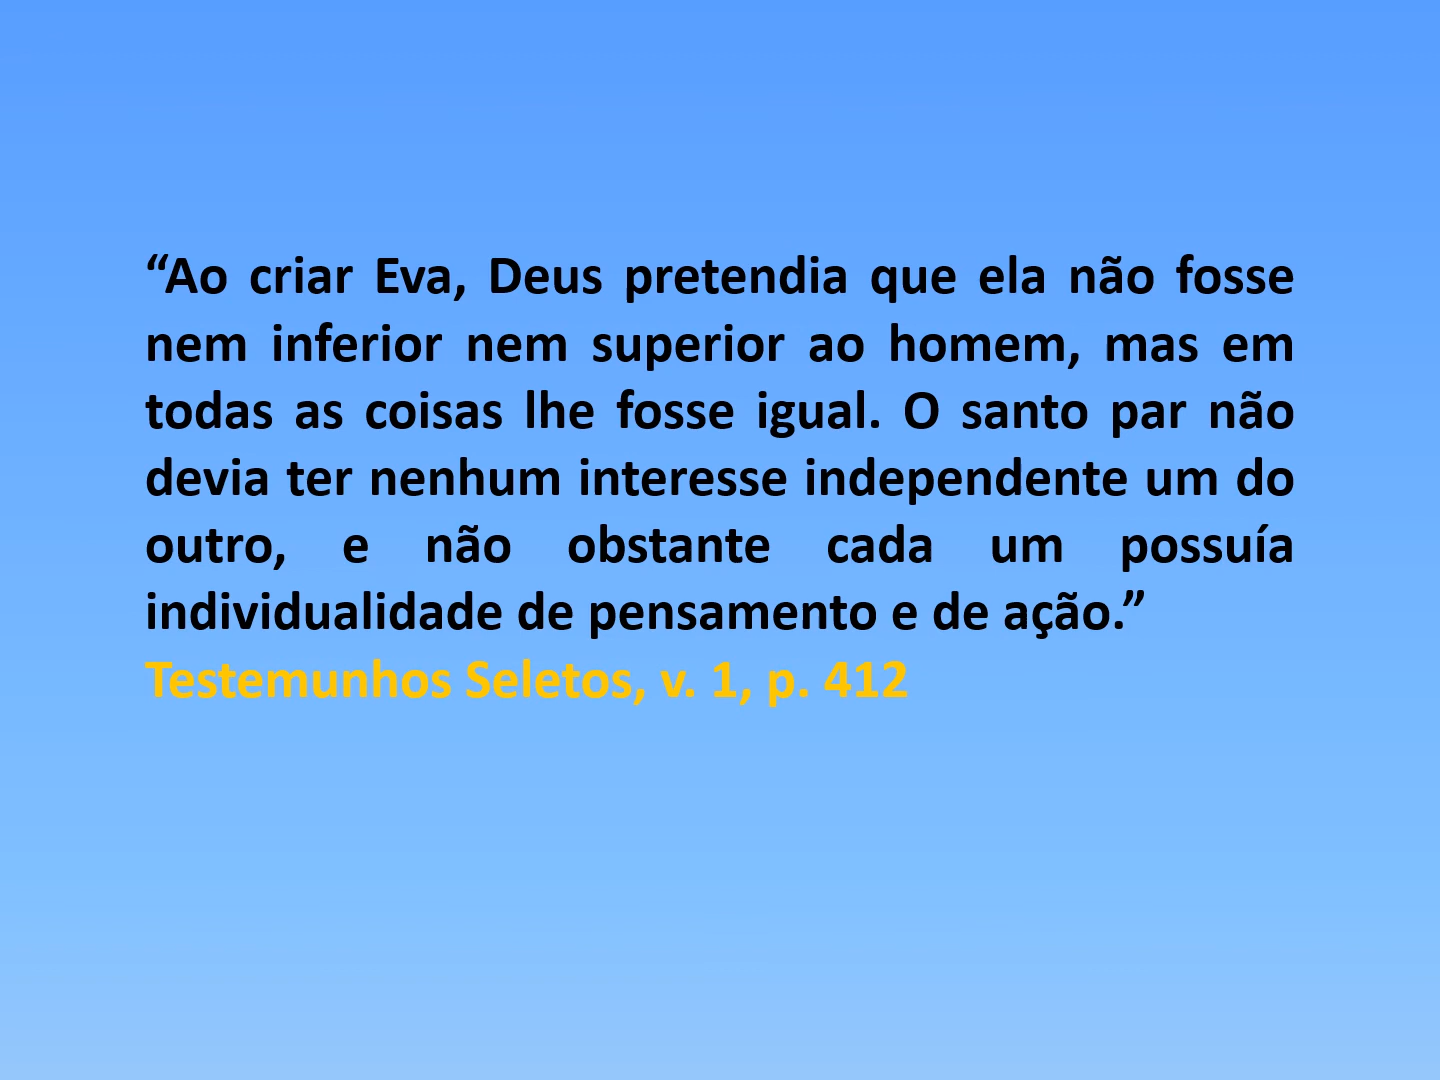 “Ao criar Eva, Deus pretendia que ela não fosse
nem inferior nem superior ao homem, mas em
todas as coisas lhe fosse igual. O santo par não
devia ter nenhum interesse independente um do
outro, e não obstante cada um possuía
individualidade de pensamento e de ação.”
Testemunhos Seletos, v. 1, p. 412